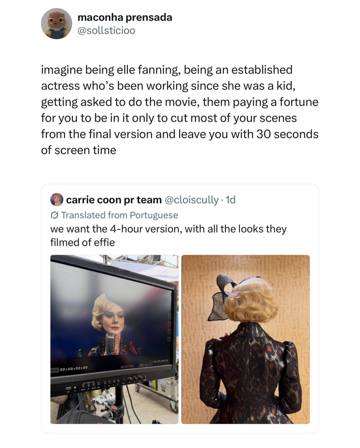 maconha prensada
@sollsticioo
imagine being elle fanning, being an established
actress who's been working since she was a kid,
getting asked to do the movie, them paying a fortune
for you to be in it only to cut most of your scenes
from the final version and leave you with 30 seconds
of screen time
carrie coon pr team @cloiscully · 1d
Translated from Portuguese
we want the 4-hour version, with all the looks they
filmed of effie